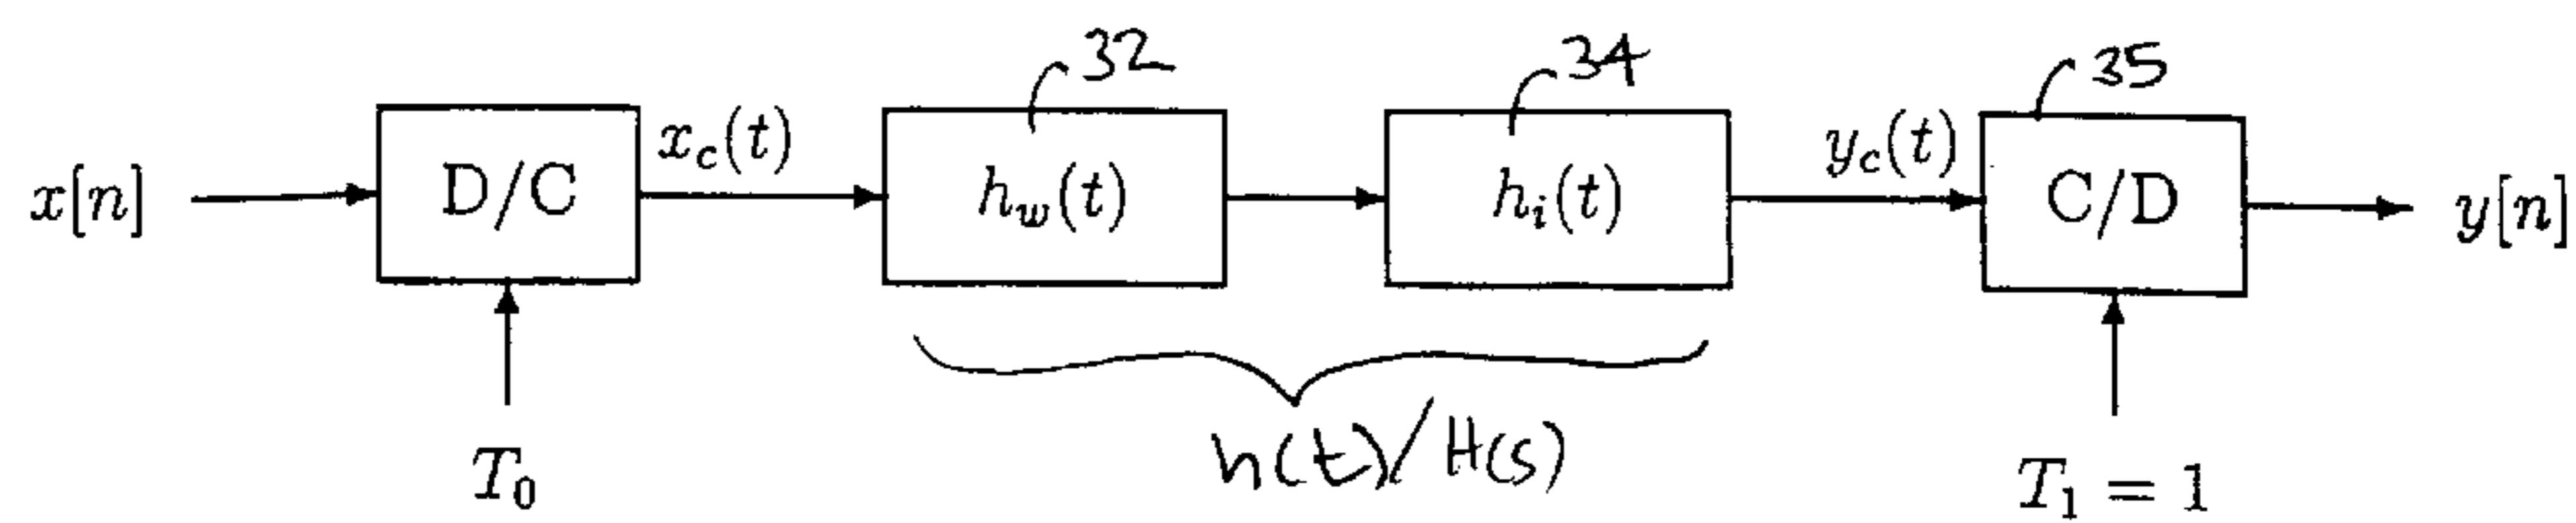 32
34
35
x[n]
D/C
x_c(t)
h_w(t)
h_i(t)
y_c(t)
C/D
y[n]
T_0
h(t)/H(s)
T_1 = 1